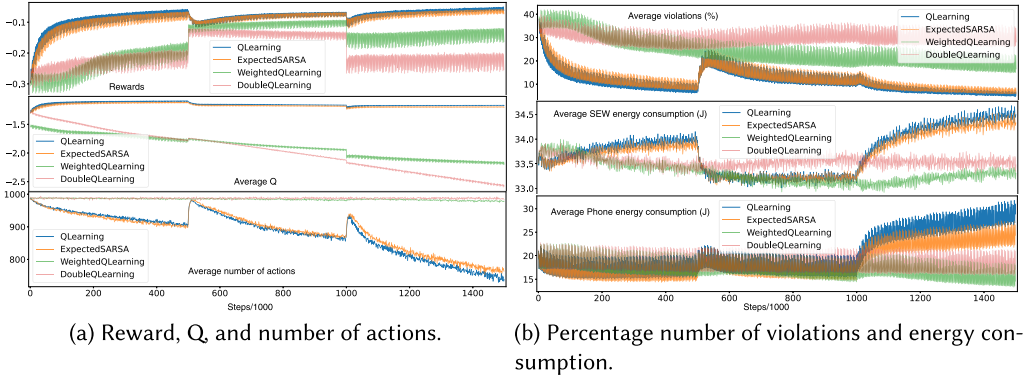 −0.1
−0.2
−0.3
QLearning
ExpectedSARSA
WeightedQLearning
DoubleQLearning
Rewards
−1.5
−2.0
−2.5
QLearning
ExpectedSARSA
WeightedQLearning
DoubleQLearning
Average Q
1000
900
800
QLearning
ExpectedSARSA
WeightedQLearning
DoubleQLearning
Average number of actions
0 200 400 600 800 1000 1200 1400
Steps/1000
(a) Reward, Q, and number of actions.
40
30
20
10
Average violations (%)
QLearning
ExpectedSARSA
WeightedQLearning
DoubleQLearning
34.5
34.0
33.5
33.0
Average SEW energy consumption (J)
QLearning
ExpectedSARSA
WeightedQLearning
DoubleQLearning
30
25
20
15
Average Phone energy consumption (J)
QLearning
ExpectedSARSA
WeightedQLearning
DoubleQLearning
0 200 400 600 800 1000 1200 1400
Steps/1000
(b) Percentage number of violations and energy con-
sumption.